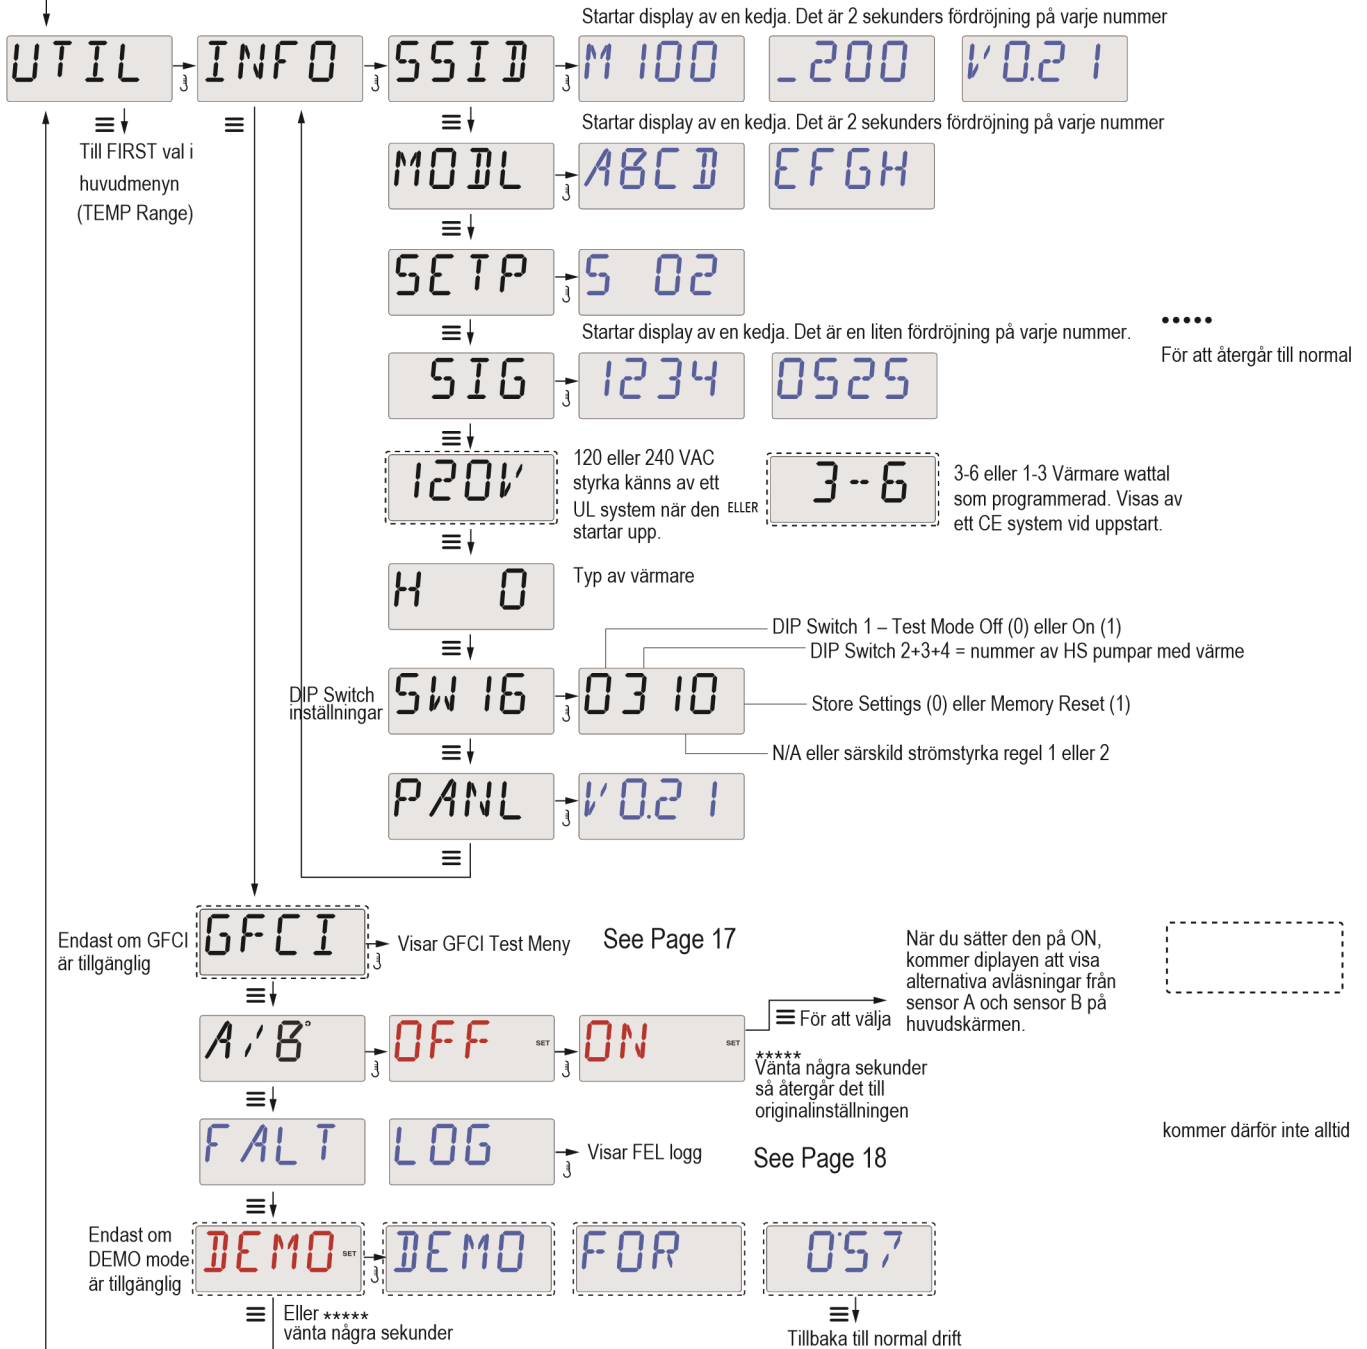 Startar display av en kedja. Det är 2 sekunders fördröjning på varje nummer
UTIL INFO SSID M100 _200 V0.21
Till FIRST val i
huvudmenyn
(TEMP Range)
Startar display av en kedja. Det är 2 sekunders fördröjning på varje nummer
MODL ABCD EFGH
SETP S 02
Startar display av en kedja. Det är en liten fördröjning på varje nummer.
•••••
För att återgår till normal
SIG 1234 0525
120V
120 eller 240 VAC
styrka känns av ett
UL system när den
startar upp.
ELLER
3-6
3-6 eller 1-3 Värmare wattal
som programmerad. Visas av
ett CE system vid uppstart.
H 0
Typ av värmare
DIP Switch 1 – Test Mode Off (0) eller On (1)
DIP Switch 2+3+4 = nummer av HS pumpar med värme
DIP Switch
inställningar
SW16 0310
Store Settings (0) eller Memory Reset (1)
N/A eller särskild strömstyrka regel 1 eller 2
PANL V0.21
Endast om GFCI
är tillgänglig
GFCI
Visar GFCI Test Meny
See Page 17
När du sätter den på ON,
kommer diplayen att visa
alternativa avläsningar från
sensor A och sensor B på
huvudskärmen.
A/B° OFF SET ON SET
För att välja
*****
Vänta några sekunder
så återgår det till
originalinställningen
FALT LOG
Visar FEL logg
See Page 18
kommer därför inte alltid
Endast om
DEMO mode
är tillgänglig
DEMO SET DEMO FOR 0:57
Eller *****
vänta några sekunder
Tillbaka till normal drift